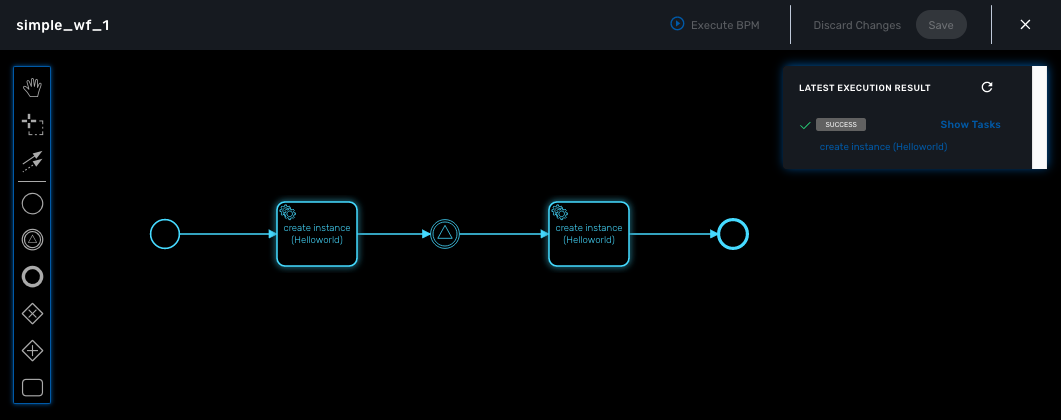 simple_wf_1
Execute BPM
Discard Changes
Save
LATEST EXECUTION RESULT
SUCCESS
Show Tasks
create instance (Helloworld)
create instance
(Helloworld)
create instance
(Helloworld)